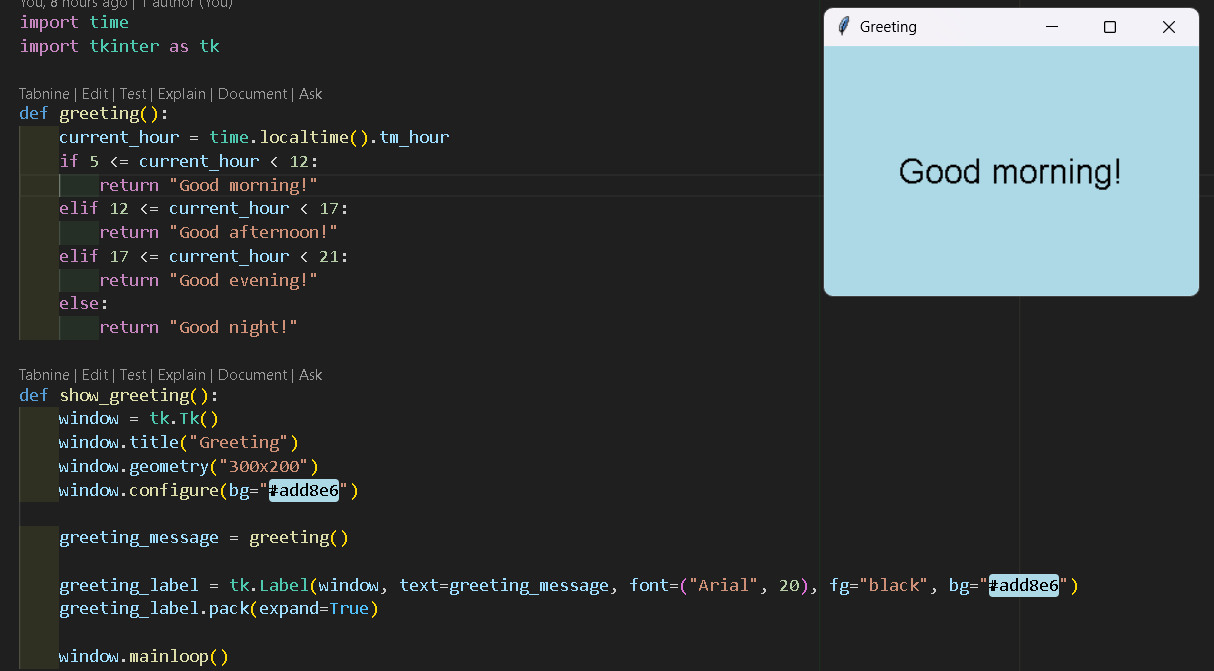 You, 8 hours ago | 1 author (You)
import time
import tkinter as tk
Tabnine | Edit | Test | Explain | Document | Ask
def greeting():
    current_hour = time.localtime().tm_hour
    if 5 <= current_hour < 12:
        return "Good morning!"
    elif 12 <= current_hour < 17:
        return "Good afternoon!"
    elif 17 <= current_hour < 21:
        return "Good evening!"
    else:
        return "Good night!"
Tabnine | Edit | Test | Explain | Document | Ask
def show_greeting():
    window = tk.Tk()
    window.title("Greeting")
    window.geometry("300x200")
    window.configure(bg="#add8e6")
    greeting_message = greeting()
    greeting_label = tk.Label(window, text=greeting_message, font=("Arial", 20), fg="black", bg="#add8e6")
    greeting_label.pack(expand=True)
    window.mainloop()
Greeting
Good morning!